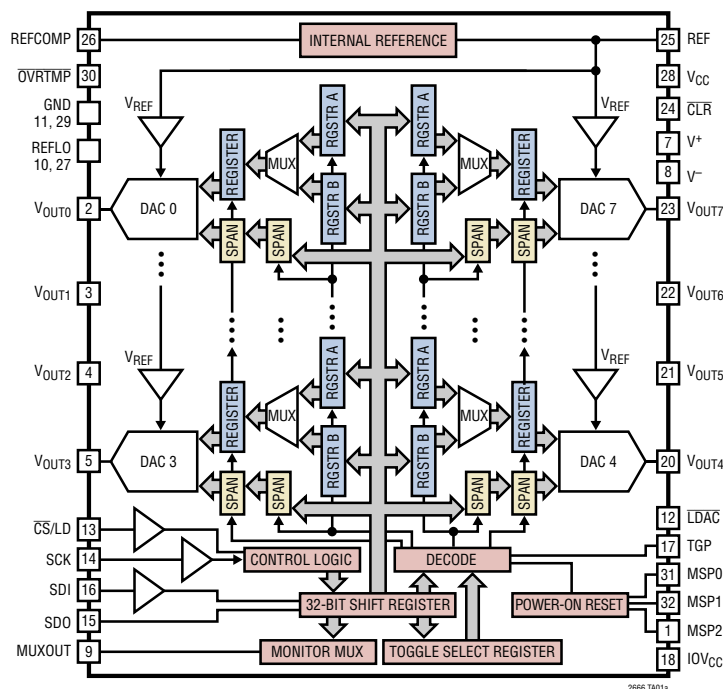 REFCOMP 26 INTERNAL REFERENCE 25 REF
OVRTMP 30 28 VCC
GND 11, 29 VREF VREF 24 CLR
REFLO 10, 27 7 V+
8 V–
REGISTER MUX RGSTR A RGSTR A MUX REGISTER
RGSTR B RGSTR B
VOUT0 2 DAC 0 DAC 7 23 VOUT7
SPAN SPAN SPAN SPAN
VOUT1 3 22 VOUT6
VOUT2 4 VREF VREF 21 VOUT5
REGISTER MUX RGSTR A RGSTR A MUX REGISTER
RGSTR B RGSTR B
VOUT3 5 DAC 3 DAC 4 20 VOUT4
SPAN SPAN SPAN SPAN
CS/LD 13 12 LDAC
SCK 14 CONTROL LOGIC DECODE 17 TGP
SDI 16 31 MSP0
SDO 15 32-BIT SHIFT REGISTER POWER-ON RESET 32 MSP1
1 MSP2
MUXOUT 9 MONITOR MUX TOGGLE SELECT REGISTER 18 IOVCC
2666 TA01a